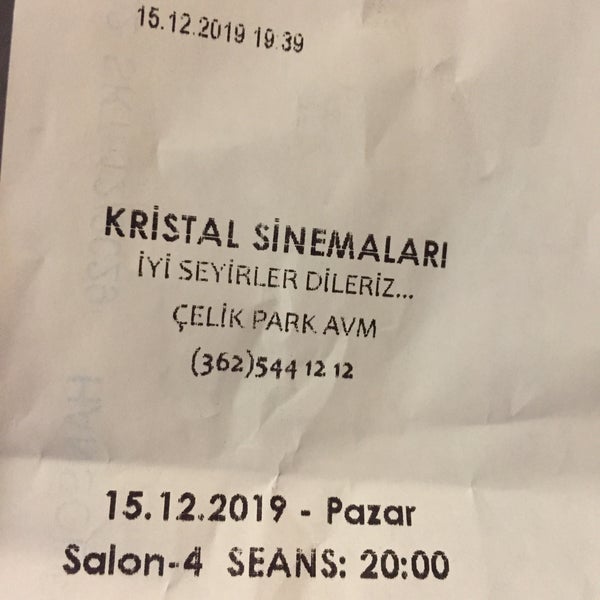 15.12.2019 19:39
KRİSTAL SİNEMALARI
İYİ SEYİRLER DİLERİZ...
ÇELİK PARK AVM
(362)544 12 12
15.12.2019 - Pazar
Salon-4 SEANS: 20:00